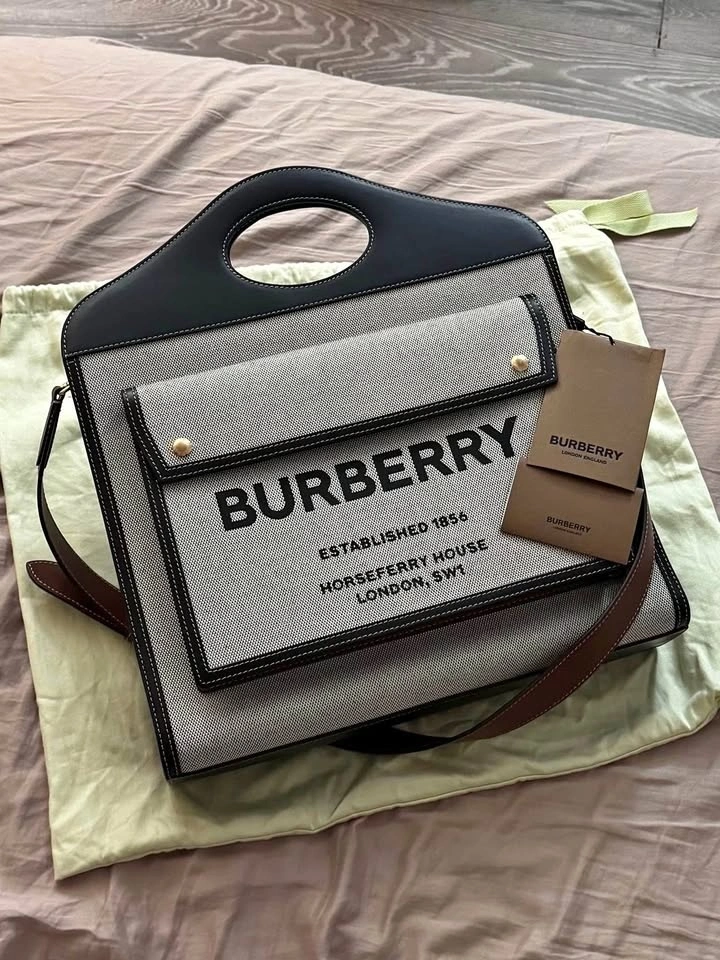 BURBERRY
ESTABLISHED 1856
HORSEFERRY HOUSE
LONDON, SW1
BURBERRY
LONDON ENGLAND
BURBERRY